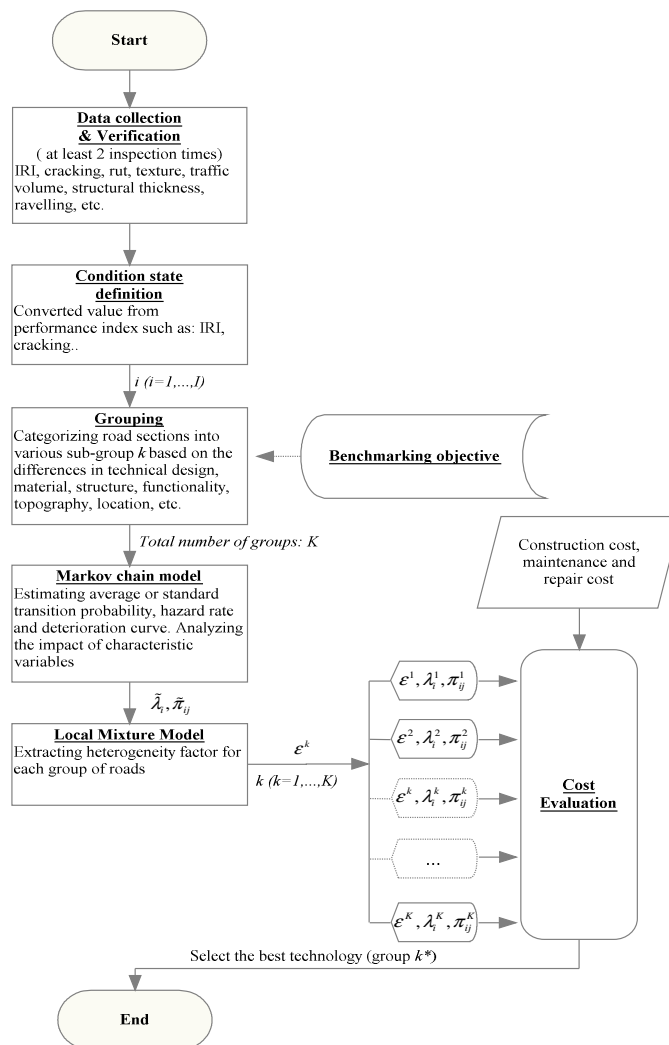 Start
Data collection
& Verification
( at least 2 inspection times)
IRI, cracking, rut, texture, traffic
volume, structural thickness,
ravelling, etc.
Condition state
definition
Converted value from
performance index such as: IRI,
cracking..
i (i=1,...,I)
Grouping
Categorizing road sections into
various sub-group k based on the
differences in technical design,
material, structure, functionality,
topography, location, etc.
Benchmarking objective
Total number of groups: K
Markov chain model
Estimating average or standard
transition probability, hazard rate
and deterioration curve. Analyzing
the impact of characteristic
variables
Construction cost,
maintenance and
repair cost
λ̃ᵢ, π̃ᵢⱼ
Local Mixture Model
Extracting heterogeneity factor for
each group of roads
εᵏ
k (k=1,...,K)
ε¹, λᵢ¹, πᵢⱼ¹
ε², λᵢ², πᵢⱼ²
εᵏ, λᵢᵏ, πᵢⱼᵏ
...
εᴷ, λᵢᴷ, πᵢⱼᴷ
Cost
Evaluation
Select the best technology (group k*)
End